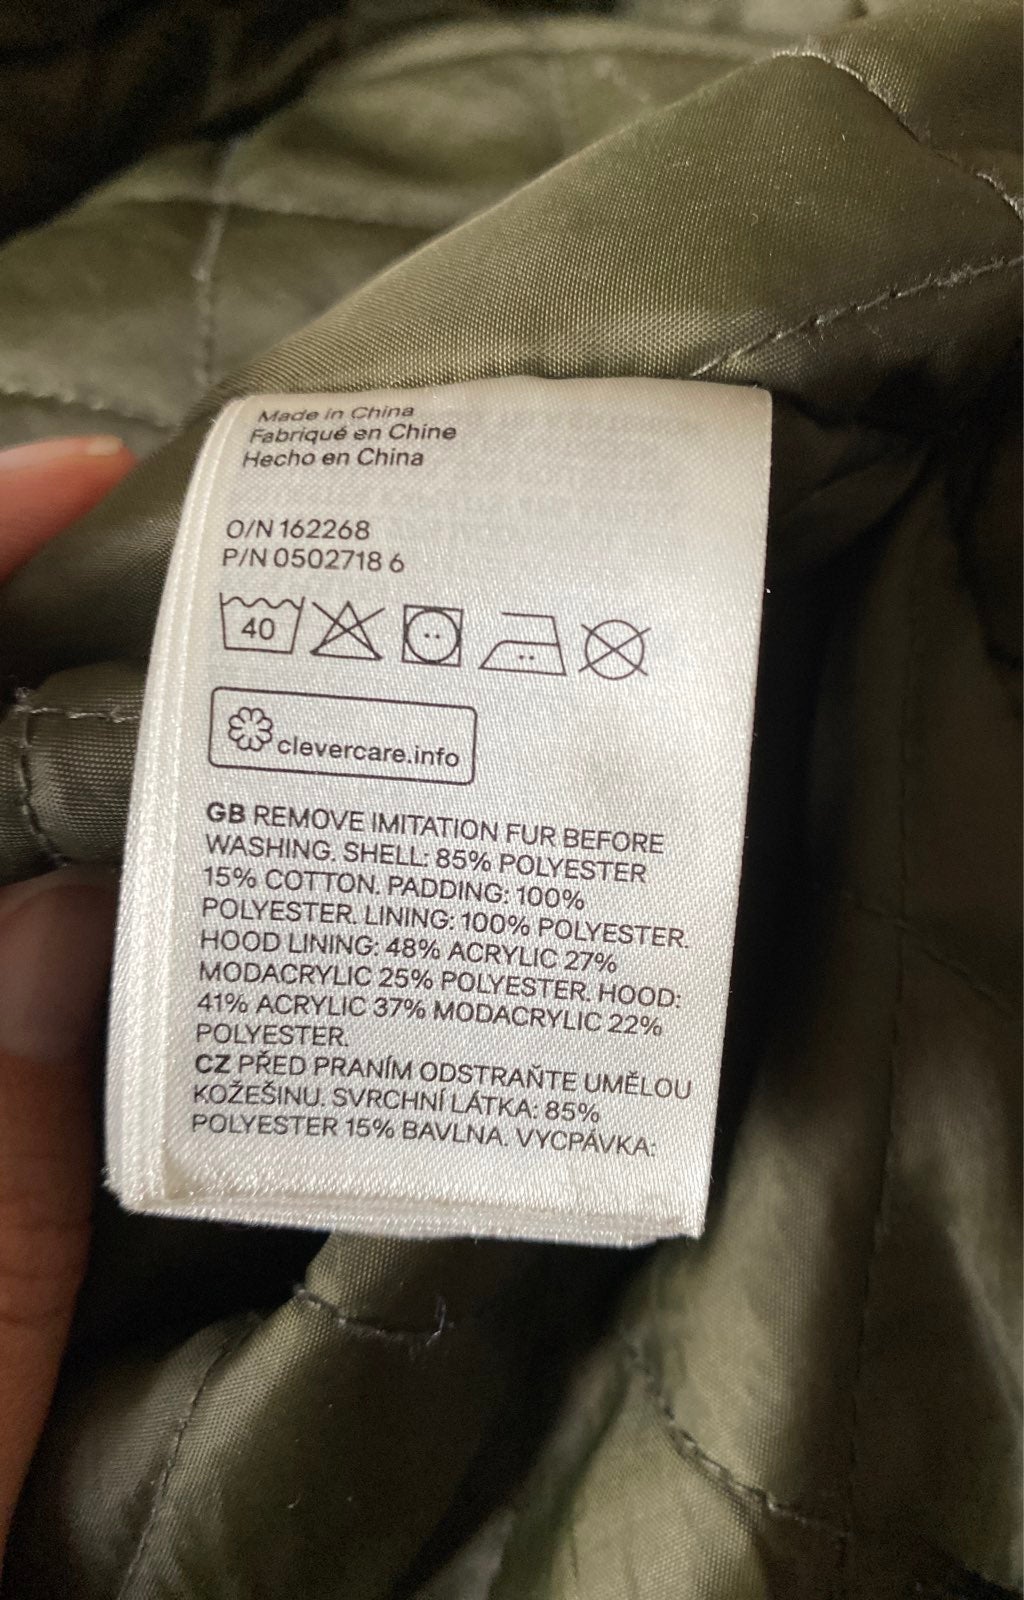 Made in China
Fabriqué en Chine
Hecho en China
O/N 162268
P/N 0502718 6
40
clevercare.info
GB REMOVE IMITATION FUR BEFORE
WASHING. SHELL: 85% POLYESTER
15% COTTON. PADDING: 100%
POLYESTER. LINING: 100% POLYESTER.
HOOD LINING: 48% ACRYLIC 27%
MODACRYLIC 25% POLYESTER. HOOD:
41% ACRYLIC 37% MODACRYLIC 22%
POLYESTER.
CZ PŘED PRANÍM ODSTRAŇTE UMĚLOU
KOŽEŠINU. SVRCHNÍ LÁTKA: 85%
POLYESTER 15% BAVLNA. VYCPÁVKA: